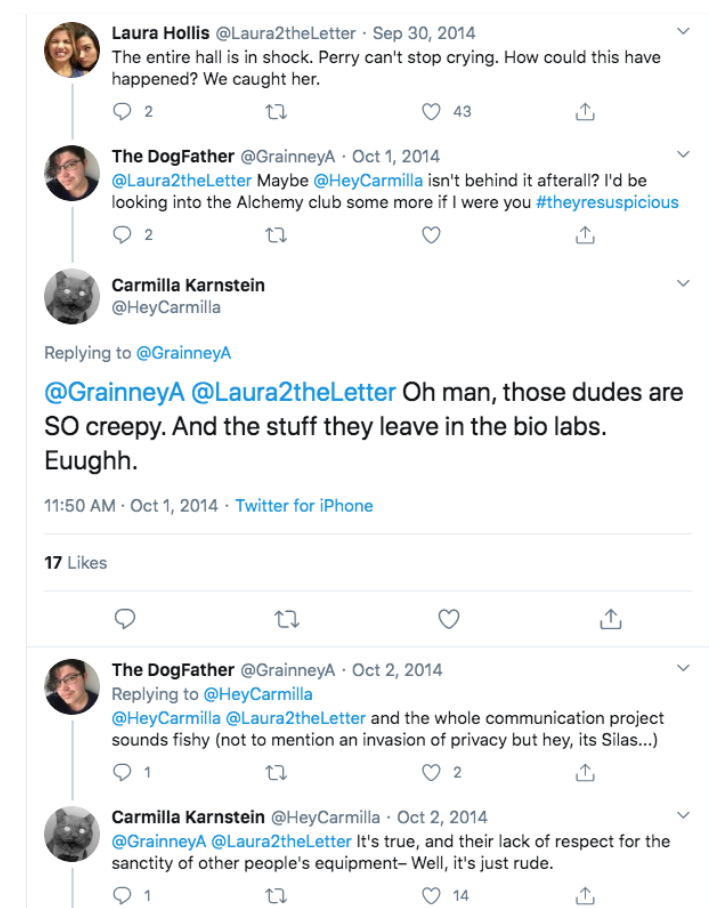 Laura Hollis @Laura2theLetter · Sep 30, 2014
The entire hall is in shock. Perry can't stop crying. How could this have
happened? We caught her.
2 43
The DogFather @GrainneyA · Oct 1, 2014
@Laura2theLetter Maybe @HeyCarmilla isn't behind it afterall? I'd be
looking into the Alchemy club some more if I were you #theyresuspicious
2
Carmilla Karnstein
@HeyCarmilla
Replying to @GrainneyA
@GrainneyA @Laura2theLetter Oh man, those dudes are
SO creepy. And the stuff they leave in the bio labs.
Euughh.
11:50 AM · Oct 1, 2014 · Twitter for iPhone
17 Likes
The DogFather @GrainneyA · Oct 2, 2014
Replying to @HeyCarmilla
@HeyCarmilla @Laura2theLetter and the whole communication project
sounds fishy (not to mention an invasion of privacy but hey, its Silas...)
1 2
Carmilla Karnstein @HeyCarmilla · Oct 2, 2014
@GrainneyA @Laura2theLetter It's true, and their lack of respect for the
sanctity of other people's equipment– Well, it's just rude.
1 14